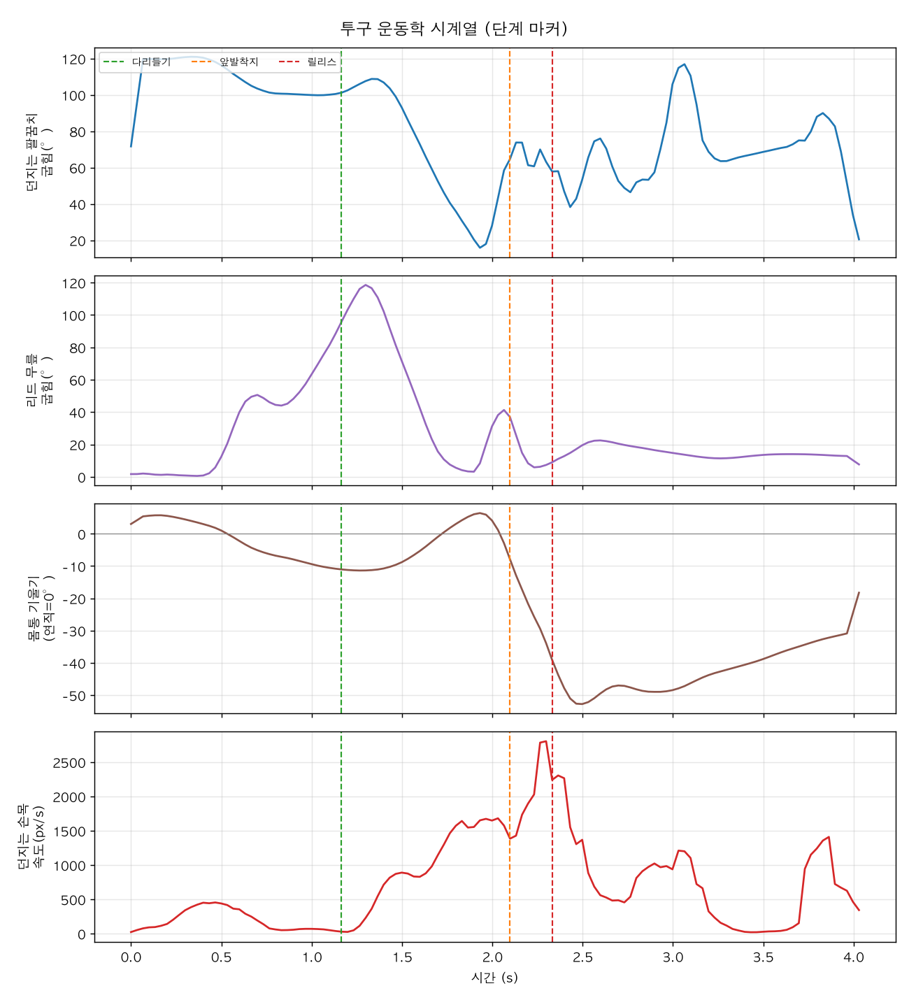 투구 운동학 시계열 (단계 마커)
다리들기 앞발착지 릴리스
던지는 팔꿈치
굽힘(°)
120
100
80
60
40
20
리드 무릎
굽힘(°)
120
100
80
60
40
20
0
몸통 기울기
(연직=0°)
0
-10
-20
-30
-40
-50
던지는 손목
속도(px/s)
2500
2000
1500
1000
500
0
0.0 0.5 1.0 1.5 2.0 2.5 3.0 3.5 4.0
시간 (s)